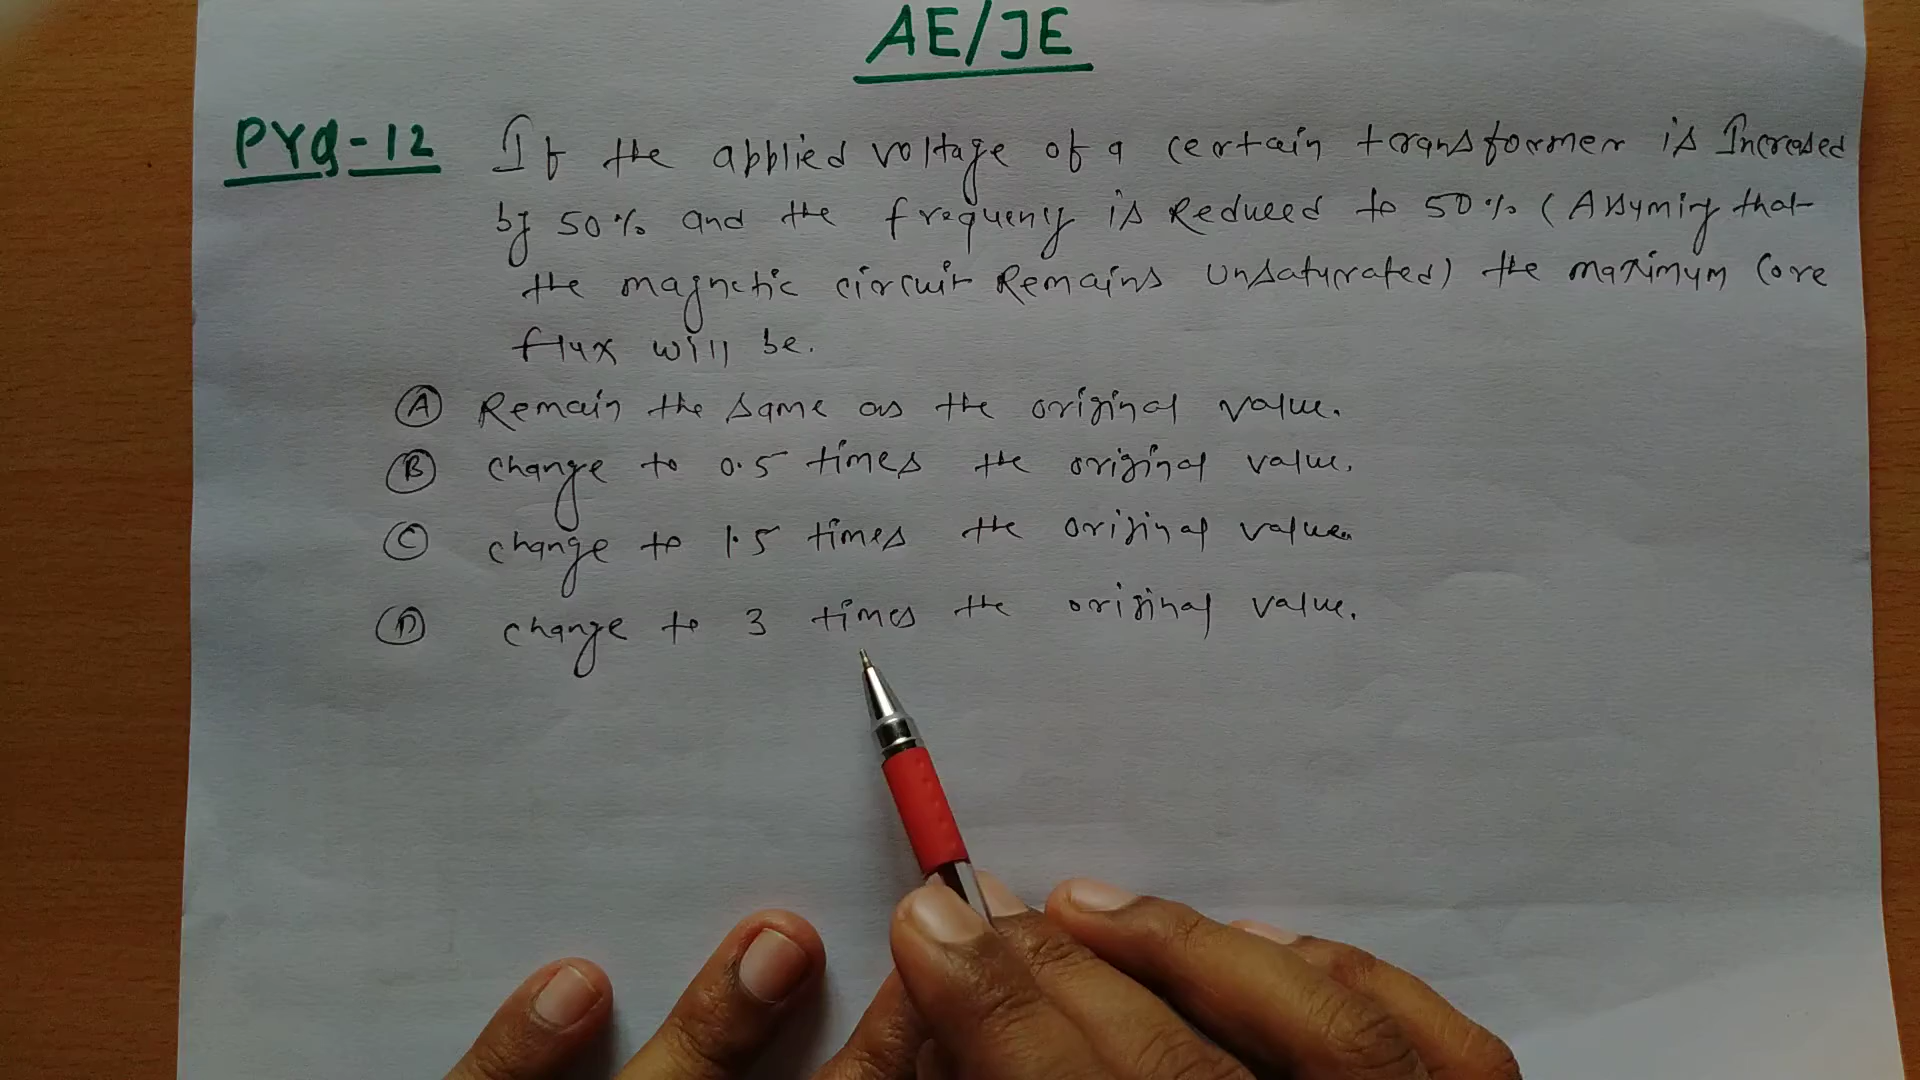 AE/JE
PYQ-12 If the applied voltage of a certain transformer is Increased
by 50% and the frequency is Reduced to 50% (Assuming that
the magnetic circuit Remains Unsaturated) the maximum Core
flux will be.
(A) Remain the same as the original value.
(B) change to 0.5 times the original value.
(C) change to 1.5 times the original value.
(D) change to 3 times the original value.